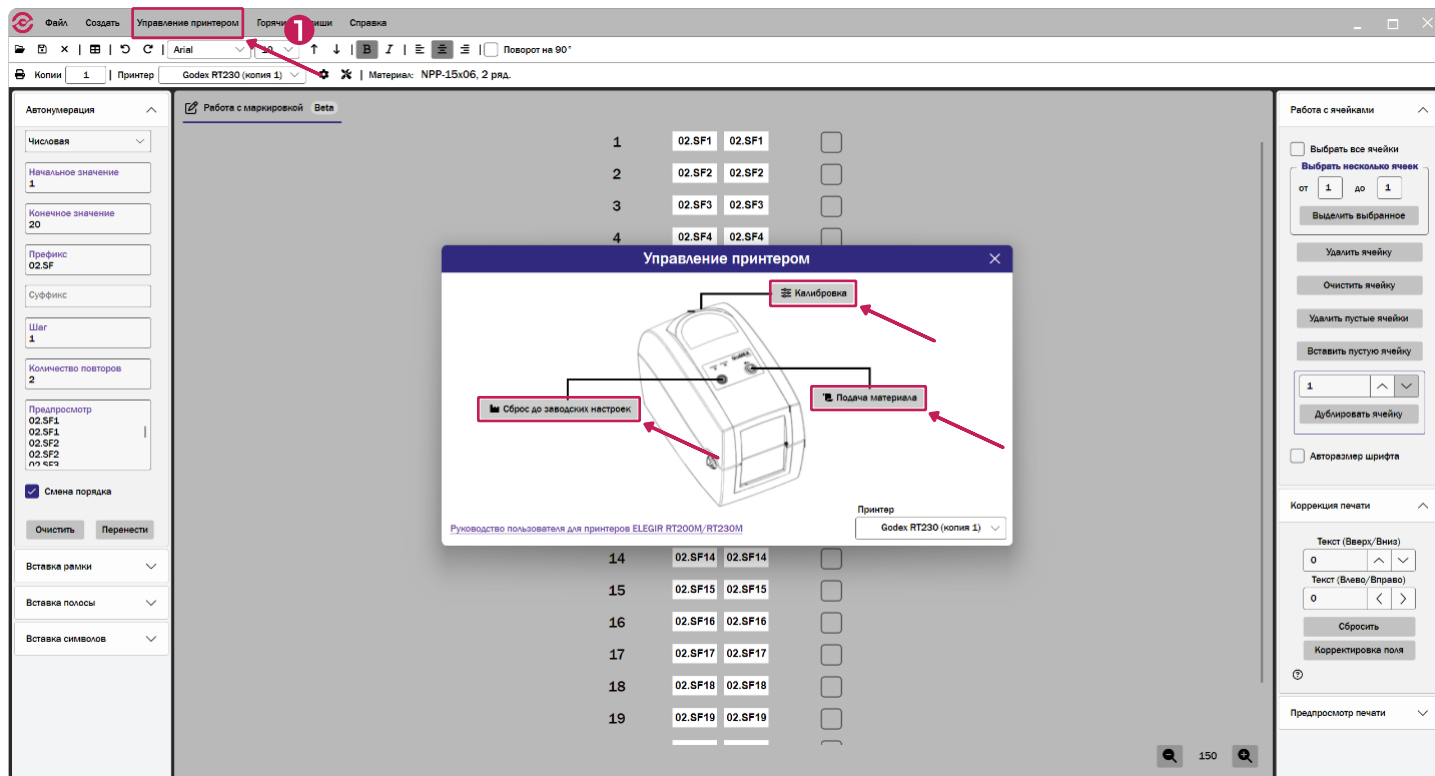 Файл Создать Управление принтером Горячие Справка
1
Arial 10 B I Поворот на 90°
Копии 1 Принтер Godex RT230 (копия 1) Материал: NPP-15x06, 2 ряд.
Автонумерация
Числовая
Начальное значение
1
Конечное значение
20
Префикс
02.SF
Суффикс
Шаг
1
Количество повторов
2
Предпросмотр
02.SF1
02.SF1
02.SF2
02.SF2
02.SF3
Смена порядка
Очистить Перенести
Вставка рамки
Вставка полосы
Вставка символов
Работа с маркировкой Beta
1 02.SF1 02.SF1
2 02.SF2 02.SF2
3 02.SF3 02.SF3
4 02.SF4 02.SF4
Управление принтером
Калибровка
GoDEX
Подача материала
Сброс до заводских настроек
Руководство пользователя для принтеров ELEGIR RT200M/RT230M
Принтер
Godex RT230 (копия 1)
14 02.SF14 02.SF14
15 02.SF15 02.SF15
16 02.SF16 02.SF16
17 02.SF17 02.SF17
18 02.SF18 02.SF18
19 02.SF19 02.SF19
150
Работа с ячейками
Выбрать все ячейки
Выбрать несколько ячеек
от 1 до 1
Выделить выбранное
Удалить ячейку
Очистить ячейку
Удалить пустые ячейки
Вставить пустую ячейку
1
Дублировать ячейку
Авторазмер шрифта
Коррекция печати
Текст (Вверх/Вниз)
0
Текст (Влево/Вправо)
0
Сбросить
Корректировка поля
Предпросмотр печати